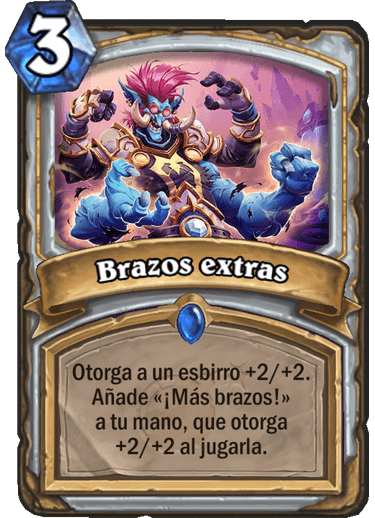 3
Brazos extras
Otorga a un esbirro +2/+2.
Añade «¡Más brazos!»
a tu mano, que otorga
+2/+2 al jugarla.